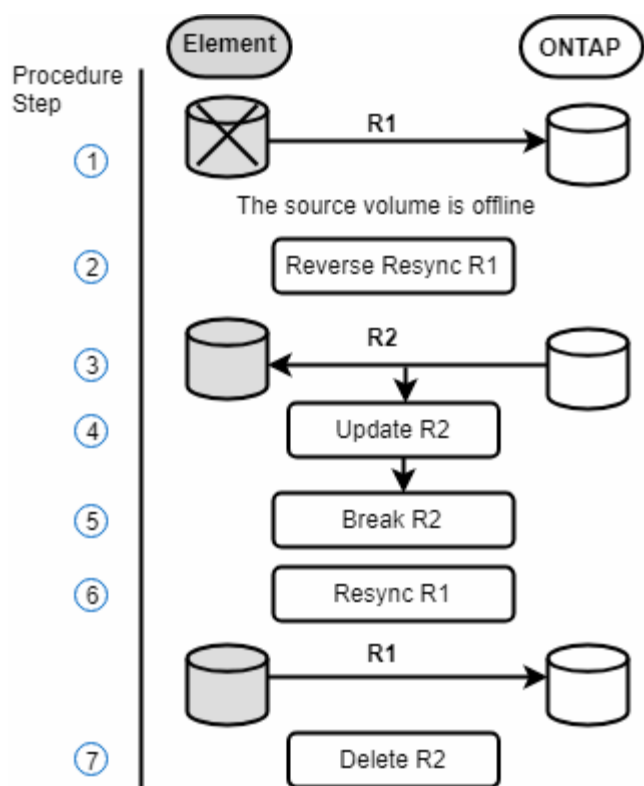 Element
ONTAP
Procedure
Step
R1
1
The source volume is offline
2
Reverse Resync R1
R2
3
4
Update R2
5
Break R2
6
Resync R1
R1
7
Delete R2